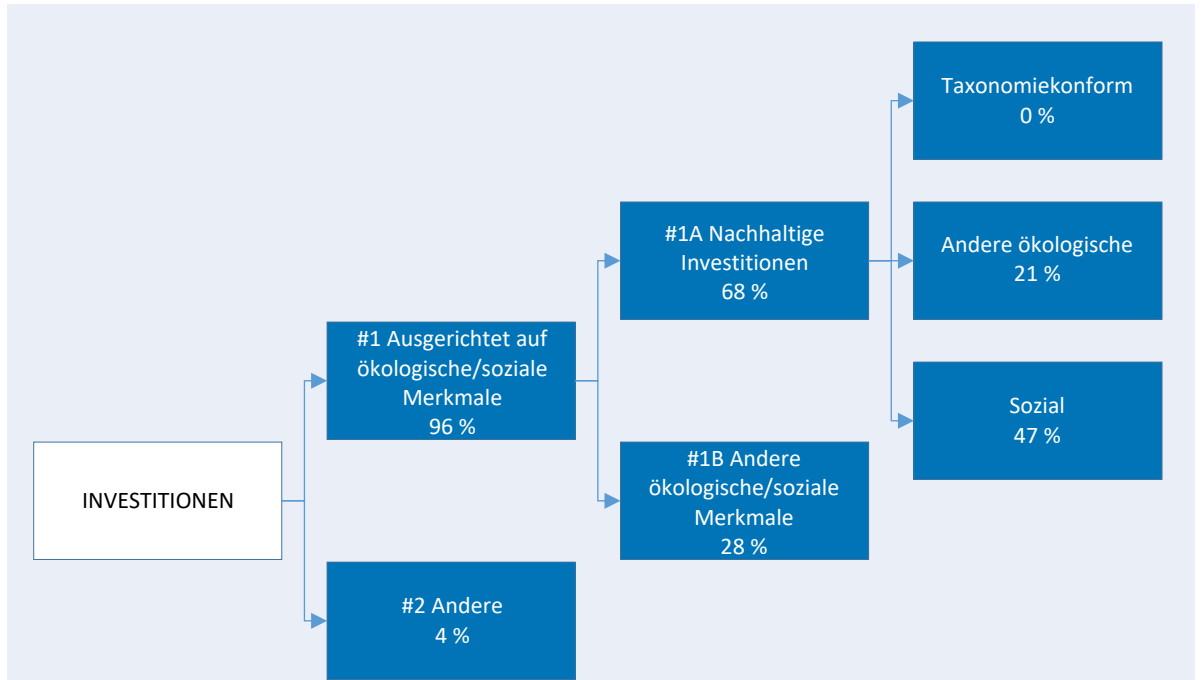 INVESTITIONEN
#1 Ausgerichtet auf
ökologische/soziale
Merkmale
96 %
#2 Andere
4 %
#1A Nachhaltige
Investitionen
68 %
#1B Andere
ökologische/soziale
Merkmale
28 %
Taxonomiekonform
0 %
Andere ökologische
21 %
Sozial
47 %